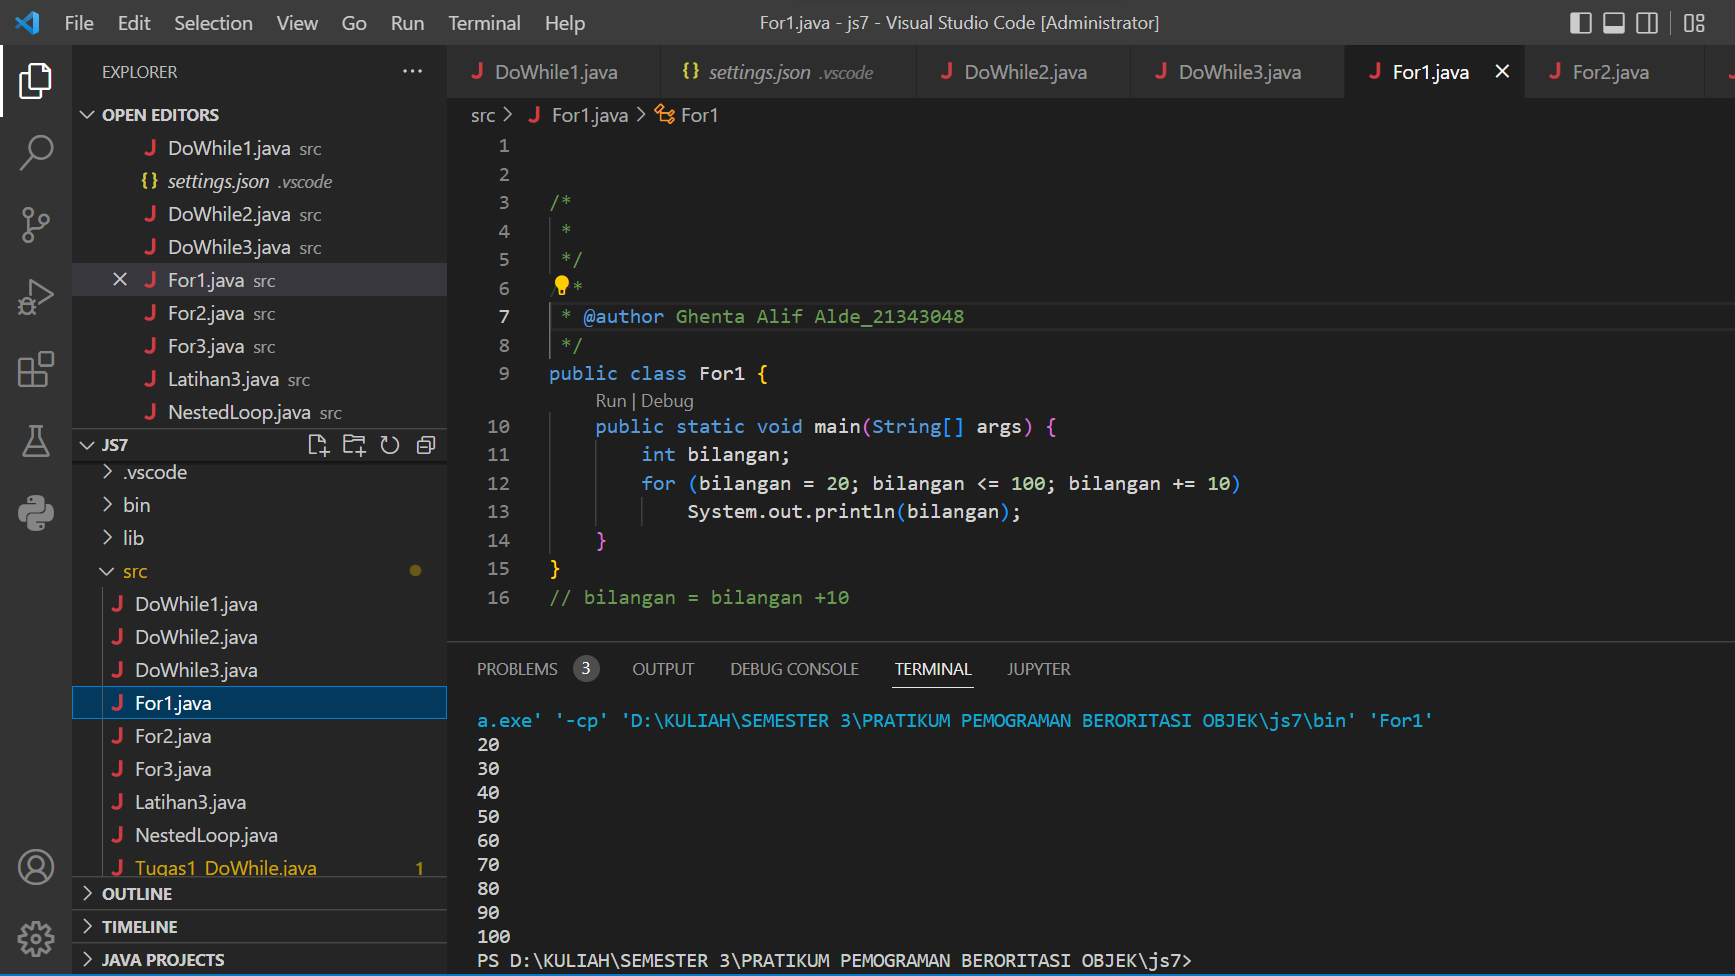 File Edit Selection View Go Run Terminal Help
For1.java - js7 - Visual Studio Code [Administrator]
EXPLORER
OPEN EDITORS
DoWhile1.java src
{} settings.json .vscode
DoWhile2.java src
DoWhile3.java src
For1.java src
For2.java src
For3.java src
Latihan3.java src
NestedLoop.java src
JS7
.vscode
bin
lib
src
DoWhile1.java
DoWhile2.java
DoWhile3.java
For1.java
For2.java
For3.java
Latihan3.java
NestedLoop.java
Tugas1_DoWhile.java 1
OUTLINE
TIMELINE
JAVA PROJECTS
DoWhile1.java {} settings.json .vscode DoWhile2.java DoWhile3.java For1.java For2.java
src > For1.java > For1
1
2
3 /*
4 *
5 */
6 /**
7 * @author Ghenta Alif Alde_21343048
8 */
9 public class For1 {
Run | Debug
10 public static void main(String[] args) {
11 int bilangan;
12 for (bilangan = 20; bilangan <= 100; bilangan += 10)
13 System.out.println(bilangan);
14 }
15 }
16 // bilangan = bilangan +10
PROBLEMS 3 OUTPUT DEBUG CONSOLE TERMINAL JUPYTER
a.exe' '-cp' 'D:\KULIAH\SEMESTER 3\PRATIKUM PEMOGRAMAN BERORITASI OBJEK\js7\bin' 'For1'
20
30
40
50
60
70
80
90
100
PS D:\KULIAH\SEMESTER 3\PRATIKUM PEMOGRAMAN BERORITASI OBJEK\js7>